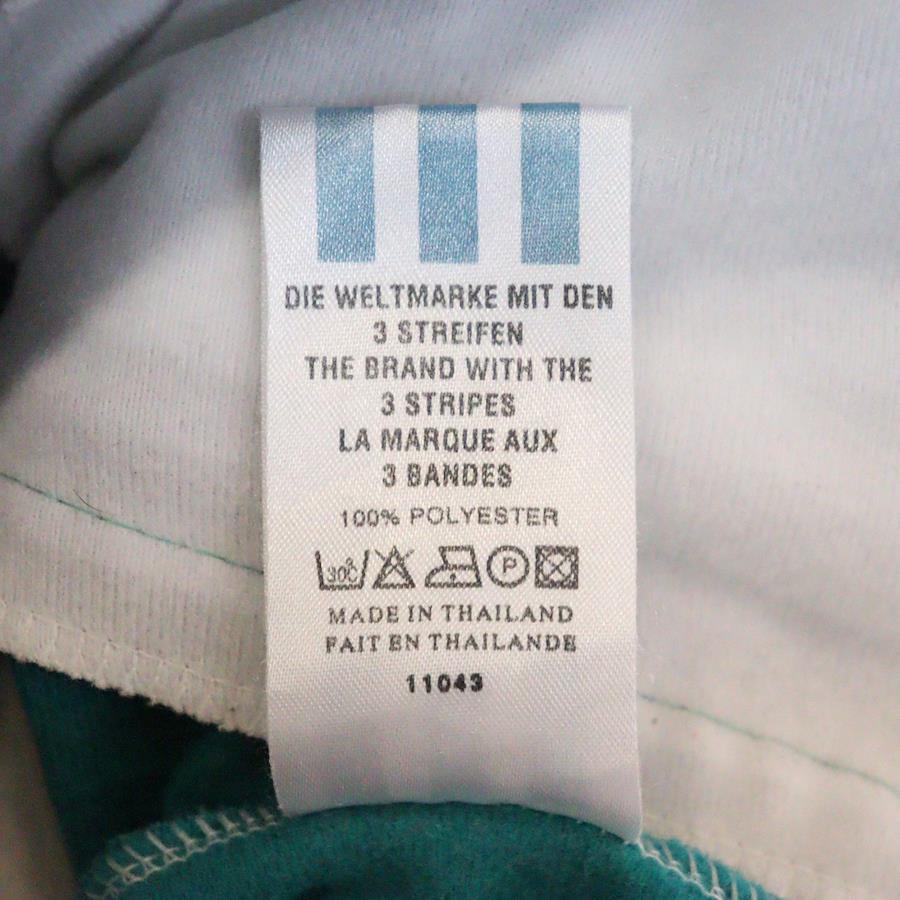 DIE WELTMARKE MIT DEN
3 STREIFEN
THE BRAND WITH THE
3 STRIPES
LA MARQUE AUX
3 BANDES
100% POLYESTER
30°C P
MADE IN THAILAND
FAIT EN THAILANDE
11043